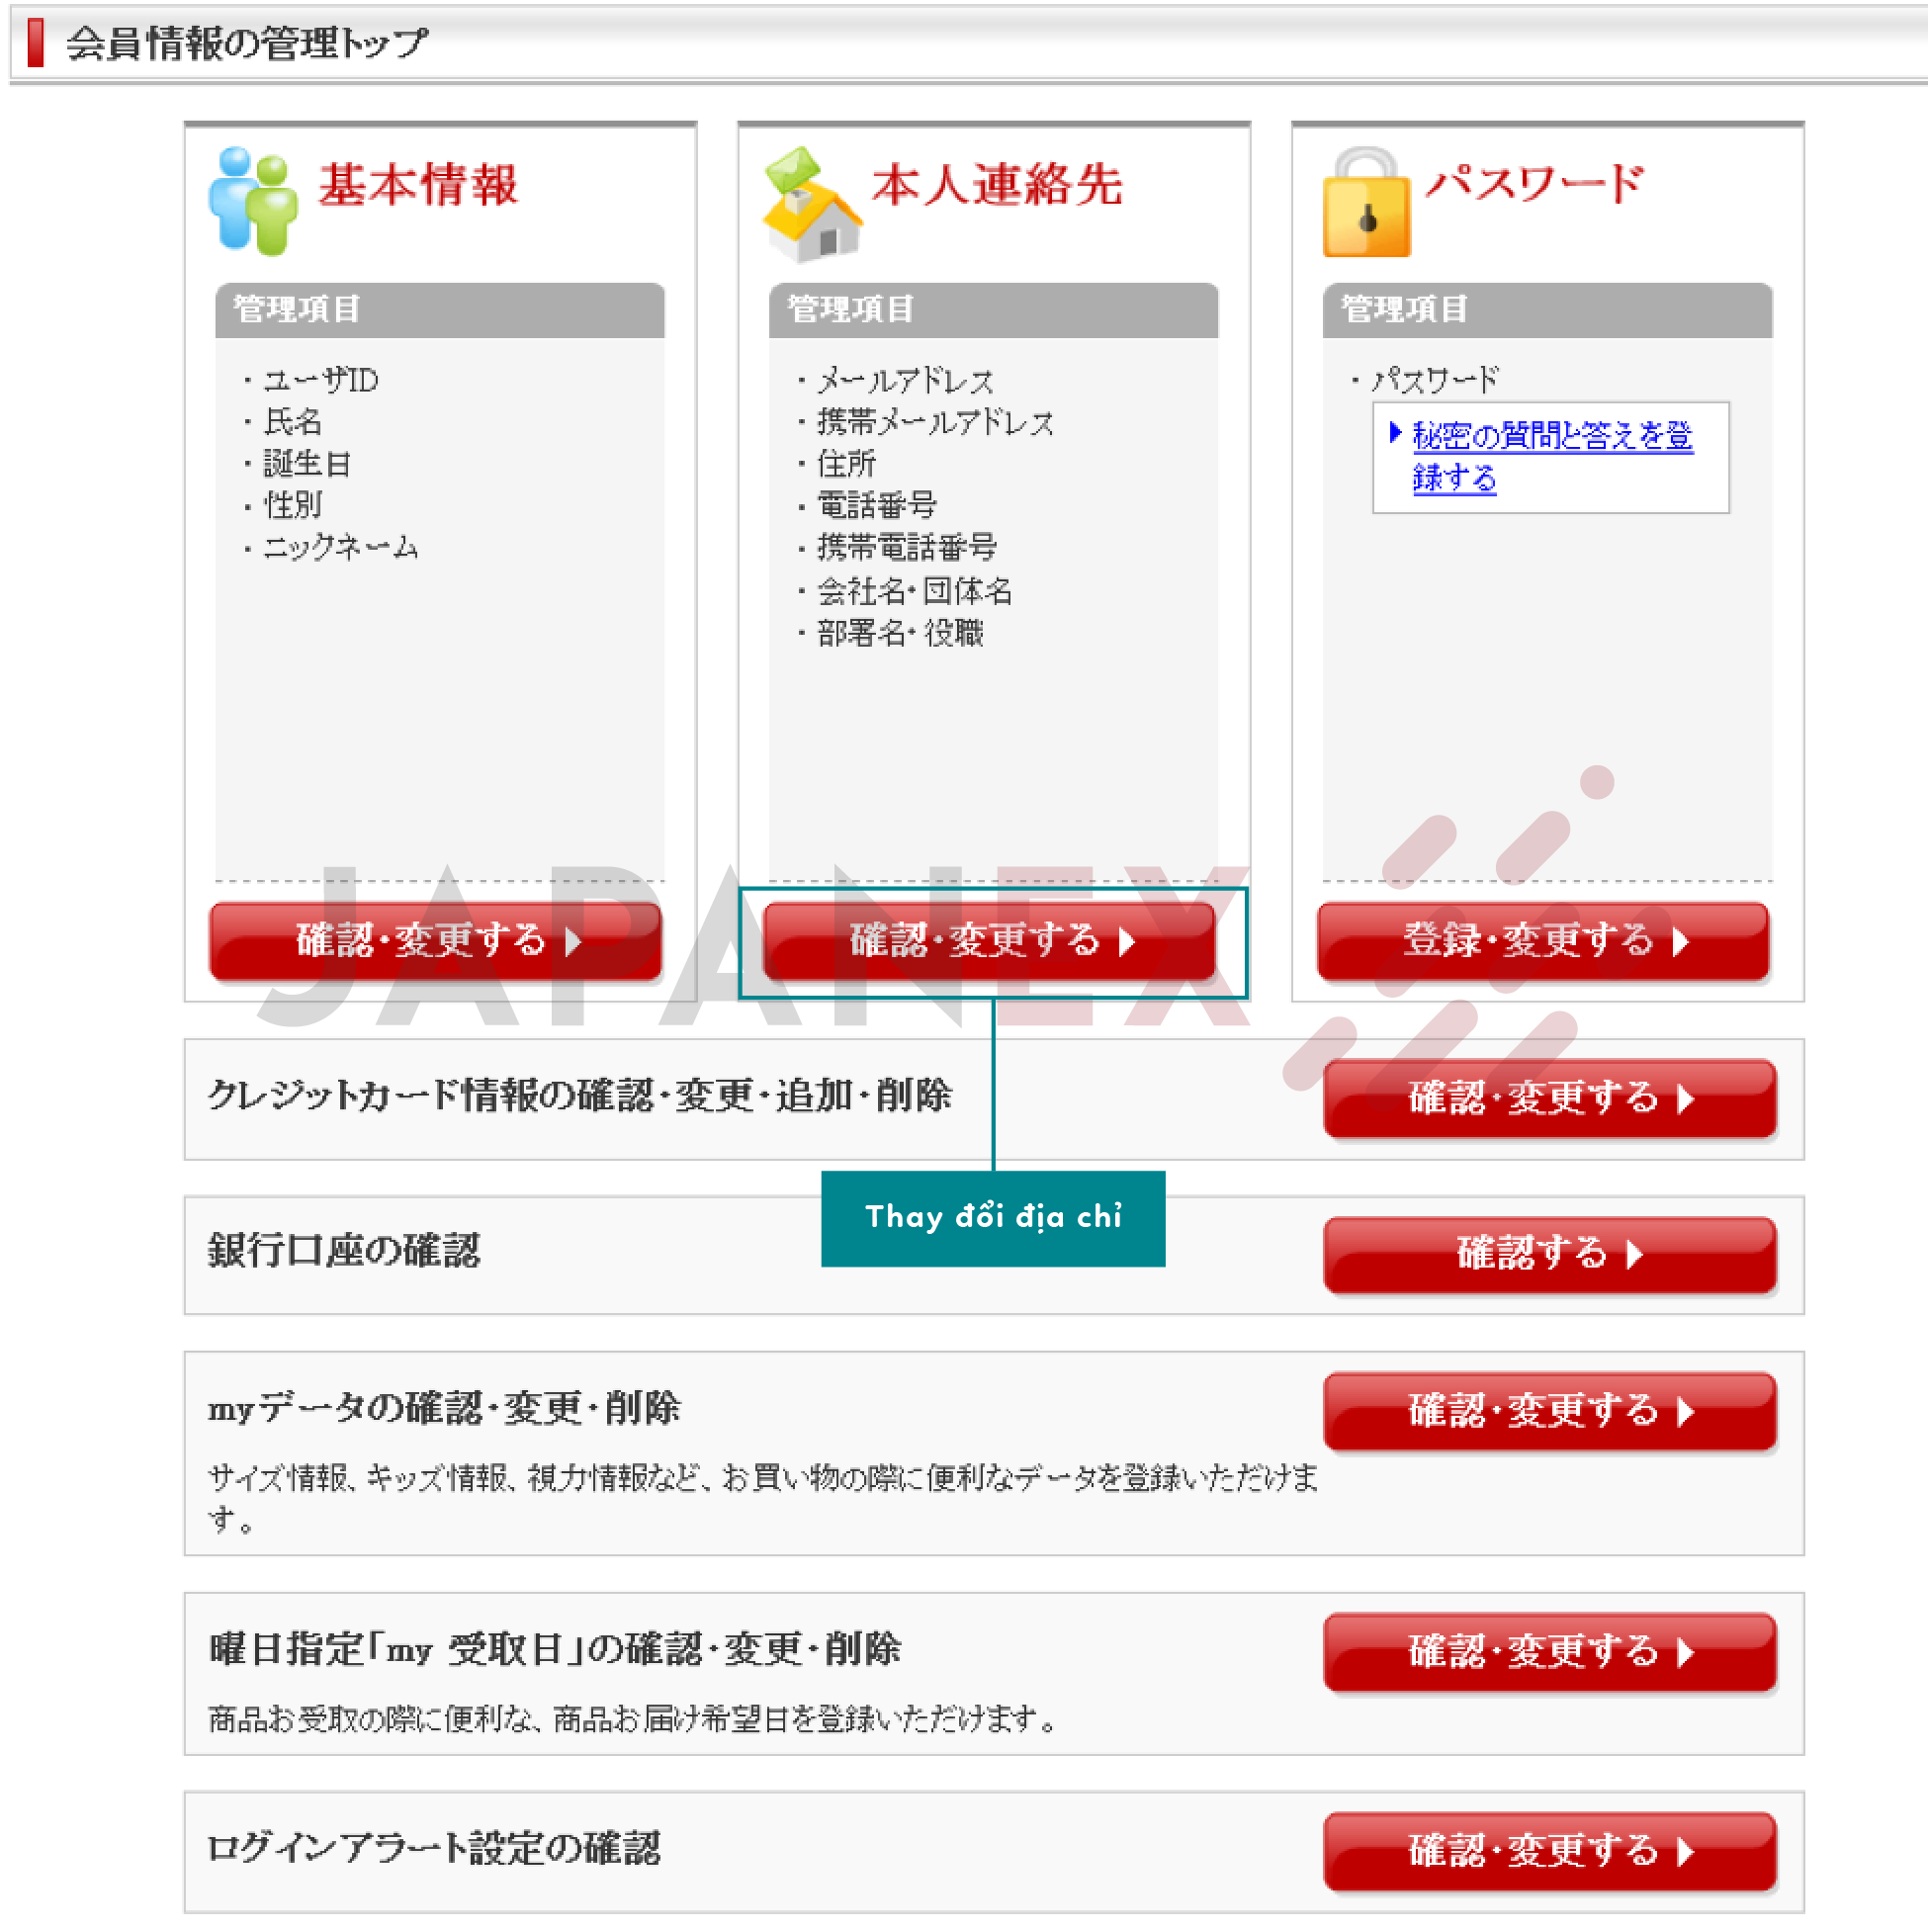 会員情報の管理トップ
基本情報
管理項目
・ユーザID
・氏名
・誕生日
・性別
・ニックネーム
確認・変更する
本人連絡先
管理項目
・メールアドレス
・携帯メールアドレス
・住所
・電話番号
・携帯電話番号
・会社名・団体名
・部署名・役職
確認・変更する
パスワード
管理項目
・パスワード
秘密の質問と答えを登
録する
登録・変更する
JAPANEX
クレジットカード情報の確認・変更・追加・削除
確認・変更する
Thay đổi địa chỉ
銀行口座の確認
確認する
myデータの確認・変更・削除
確認・変更する
サイズ情報、キッズ情報、視力情報など、お買い物の際に便利なデータを登録いただけま
す。
曜日指定「my 受取日」の確認・変更・削除
確認・変更する
商品お受取の際に便利な、商品お届け希望日を登録いただけます。
ログインアラート設定の確認
確認・変更する